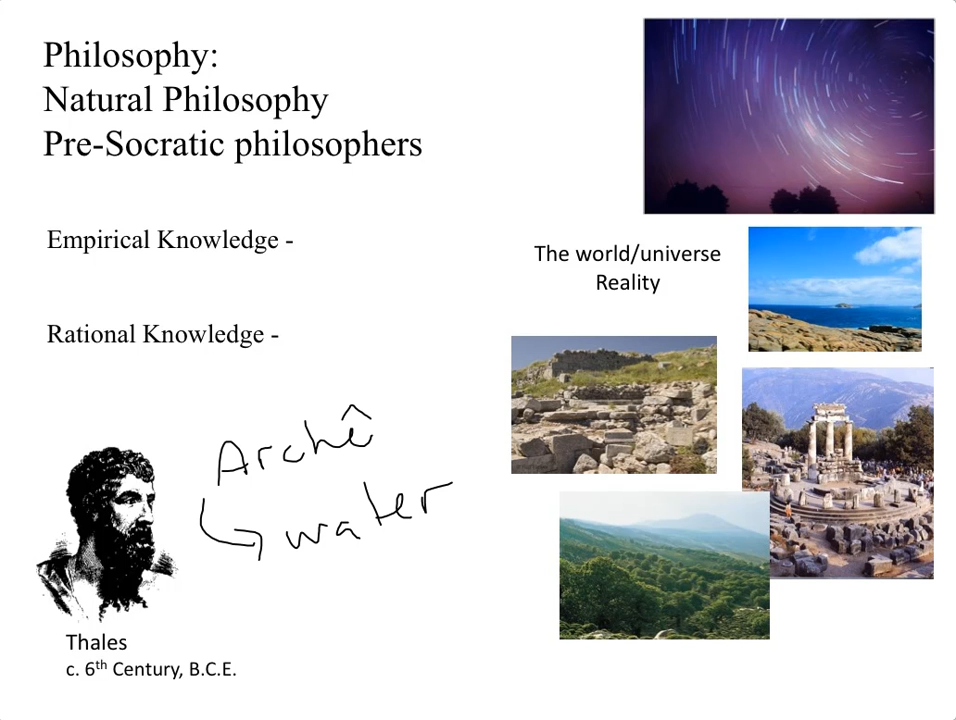 Philosophy:
Natural Philosophy
Pre-Socratic philosophers
Empirical Knowledge -
The world/universe
Reality
Rational Knowledge -
Archê
water
Thales
c. 6th Century, B.C.E.